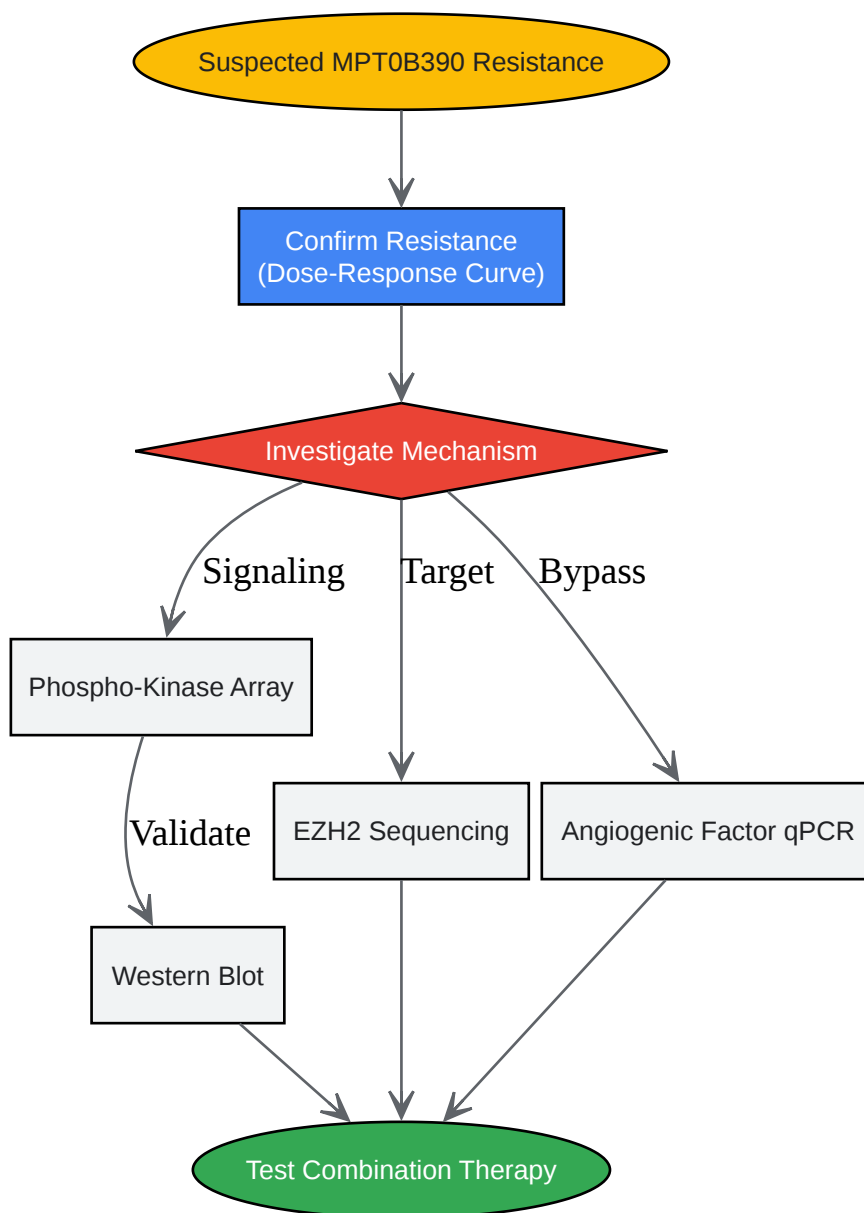 Suspected MPT0B390 Resistance
Confirm Resistance
(Dose-Response Curve)
Investigate Mechanism
Signaling
Target
Bypass
Phospho-Kinase Array
Validate
EZH2 Sequencing
Angiogenic Factor qPCR
Western Blot
Test Combination Therapy